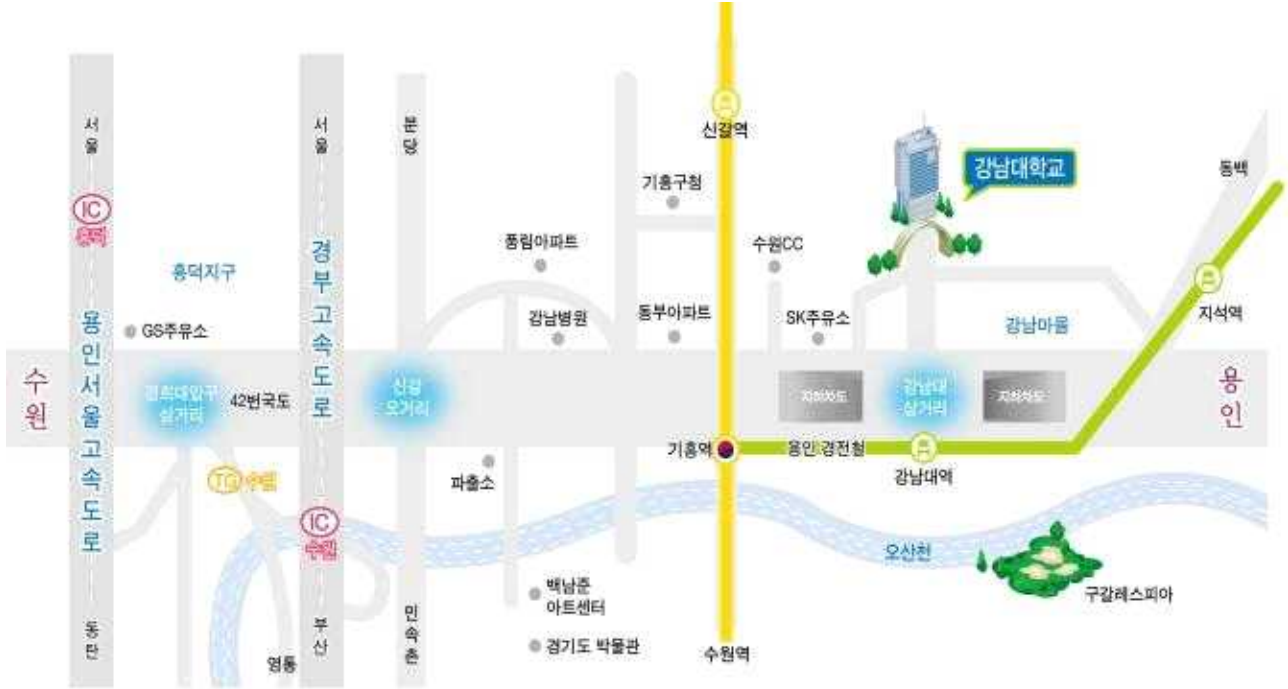 서울
서울
분당
신갈역
강남대학교
동백
기흥구청
IC
흥덕
풍림아파트
수원CC
흥덕지구
경부고속도로
지석역
GS주유소
용인서울고속도로
강남병원
동부아파트
SK주유소
강남마을
수원
경희대입구
삼거리
42번국도
신갈
오거리
지하차도
강남대
삼거리
지하차도
용인
기흥역
용인 경전철
강남대역
TG 수원
파출소
IC
수원
오산천
백남준
아트센터
구갈레스피아
경기도 박물관
동탄
영통
부산
민속촌
수원역